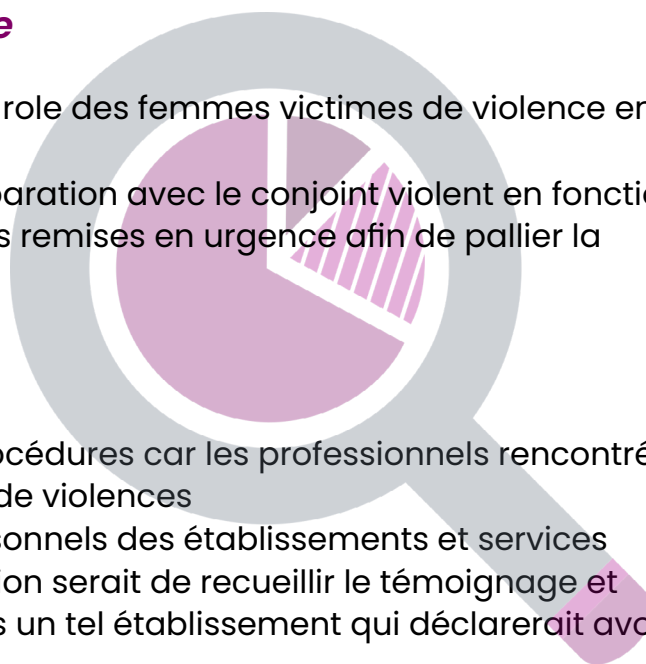 e
role des femmes victimes de violence en
paration avec le conjoint violent en foncti
s remises en urgence afin de pallier la
océdures car les professionnels rencontré
de violences
sonnels des établissements et services
ion serait de recueillir le témoignage et
s un tel établissement qui déclarerait avo